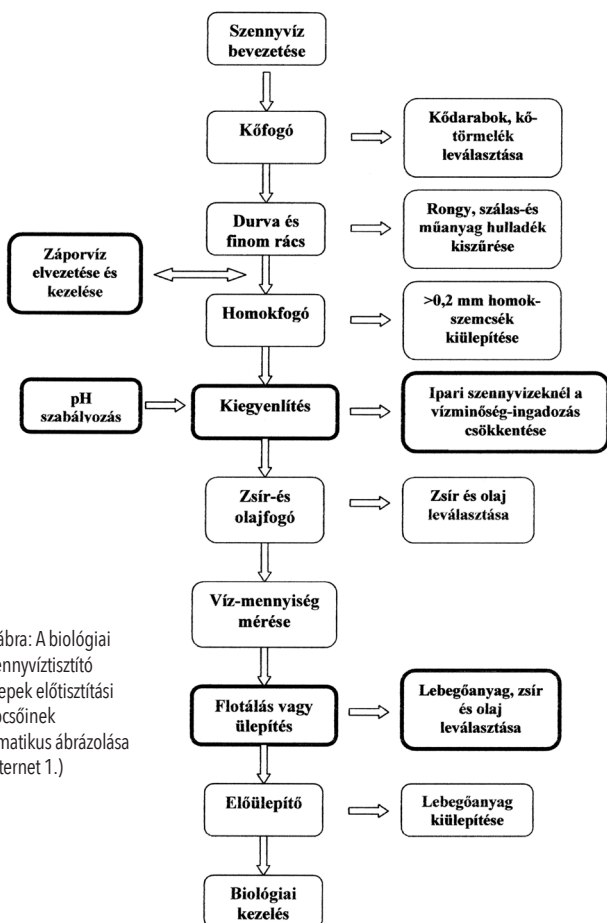 Szennyvíz
bevezetése
Kőfogó
Kődarabok, kő-
törmelék
leválasztása
Durva és
finom rács
Rongy, szálas-és
műanyag hulladék
kiszűrése
Záporvíz
elvezetése és
kezelése
Homokfogó
>0,2 mm homok-
szemcsék
kiülepítése
pH
szabályozás
Kiegyenlítés
Ipari szennyvizeknél a
vízminőség-ingadozás
csökkentése
Zsír-és
olajfogó
Zsír és olaj
leválasztása
Víz-mennyiség
mérése
ábra: A biológiai
ennyvíztisztító
epek előtisztítási
csőinek
matikus ábrázolása
ternet 1.)
Flotálás vagy
ülepítés
Lebegőanyag, zsír
és olaj
leválasztása
Előülepítő
Lebegőanyag
kiülepítése
Biológiai
kezelés